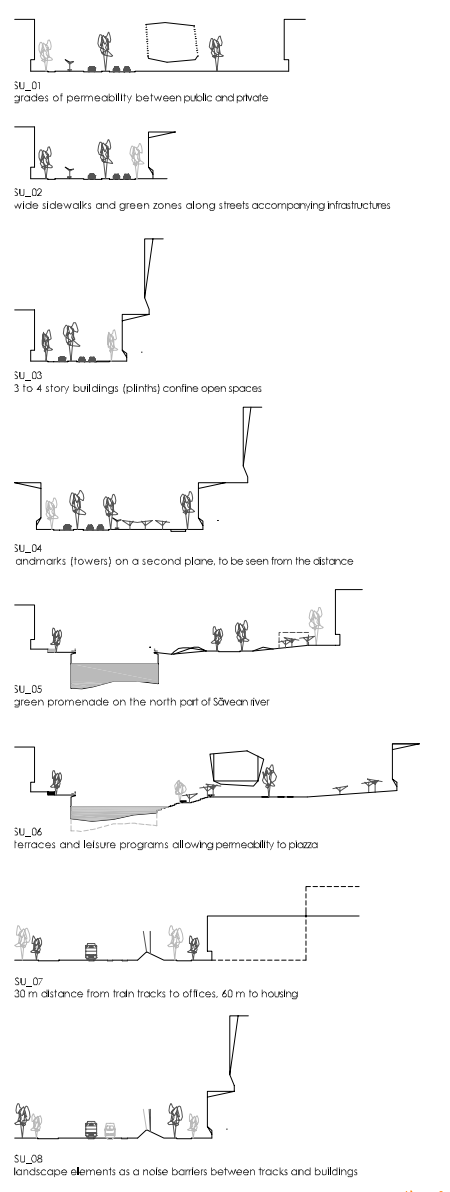 SU_01
grades of permeability between public and private
SU_02
wide sidewalks and green zones along streets accompanying infrastructures
SU_03
3 to 4 story buildings (plinths) confine open spaces
SU_04
andmarks (towers) on a second plane, to be seen from the distance
SU_05
green promenade on the north part of Sävean river
SU_06
terraces and leisure programs allowing permeability to piazza
SU_07
30 m distance from train tracks to offices, 60 m to housing
SU_08
landscape elements as a noise barriers between tracks and buildings